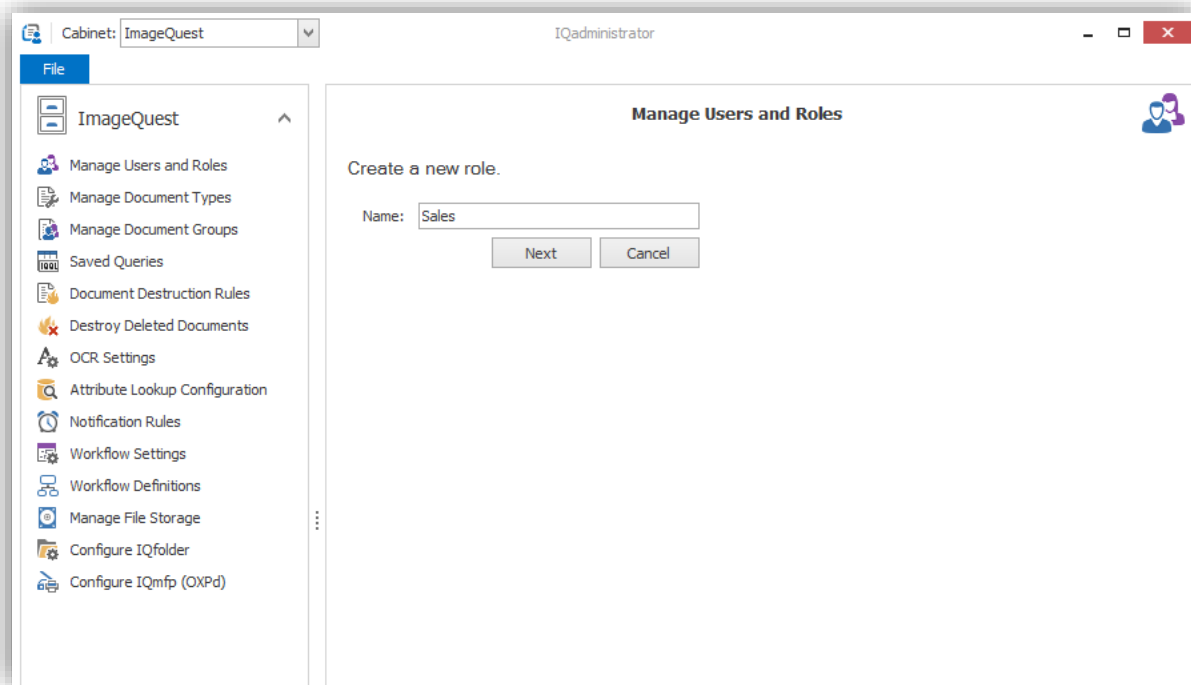 Cabinet: ImageQuest
IQadministrator
File
ImageQuest
Manage Users and Roles
Manage Document Types
Manage Document Groups
Saved Queries
Document Destruction Rules
Destroy Deleted Documents
OCR Settings
Attribute Lookup Configuration
Notification Rules
Workflow Settings
Workflow Definitions
Manage File Storage
Configure IQfolder
Configure IQmfp (OXPd)
Manage Users and Roles
Create a new role.
Name: Sales
Next Cancel